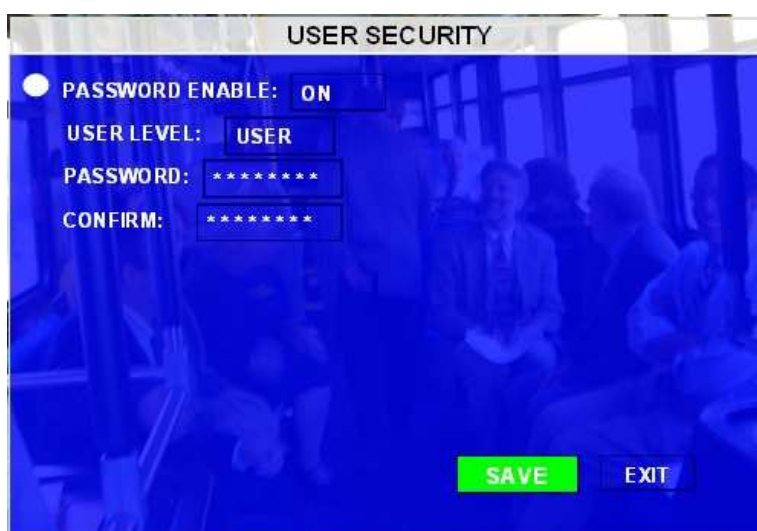 USER SECURITY
PASSWORD ENABLE: ON
USER LEVEL: USER
PASSWORD: ********
CONFIRM: ********
SAVE EXIT